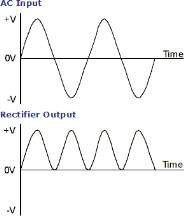 AC Input
+V
0V
Time
-V
Rectifier Output
+V
Time
0V
-V